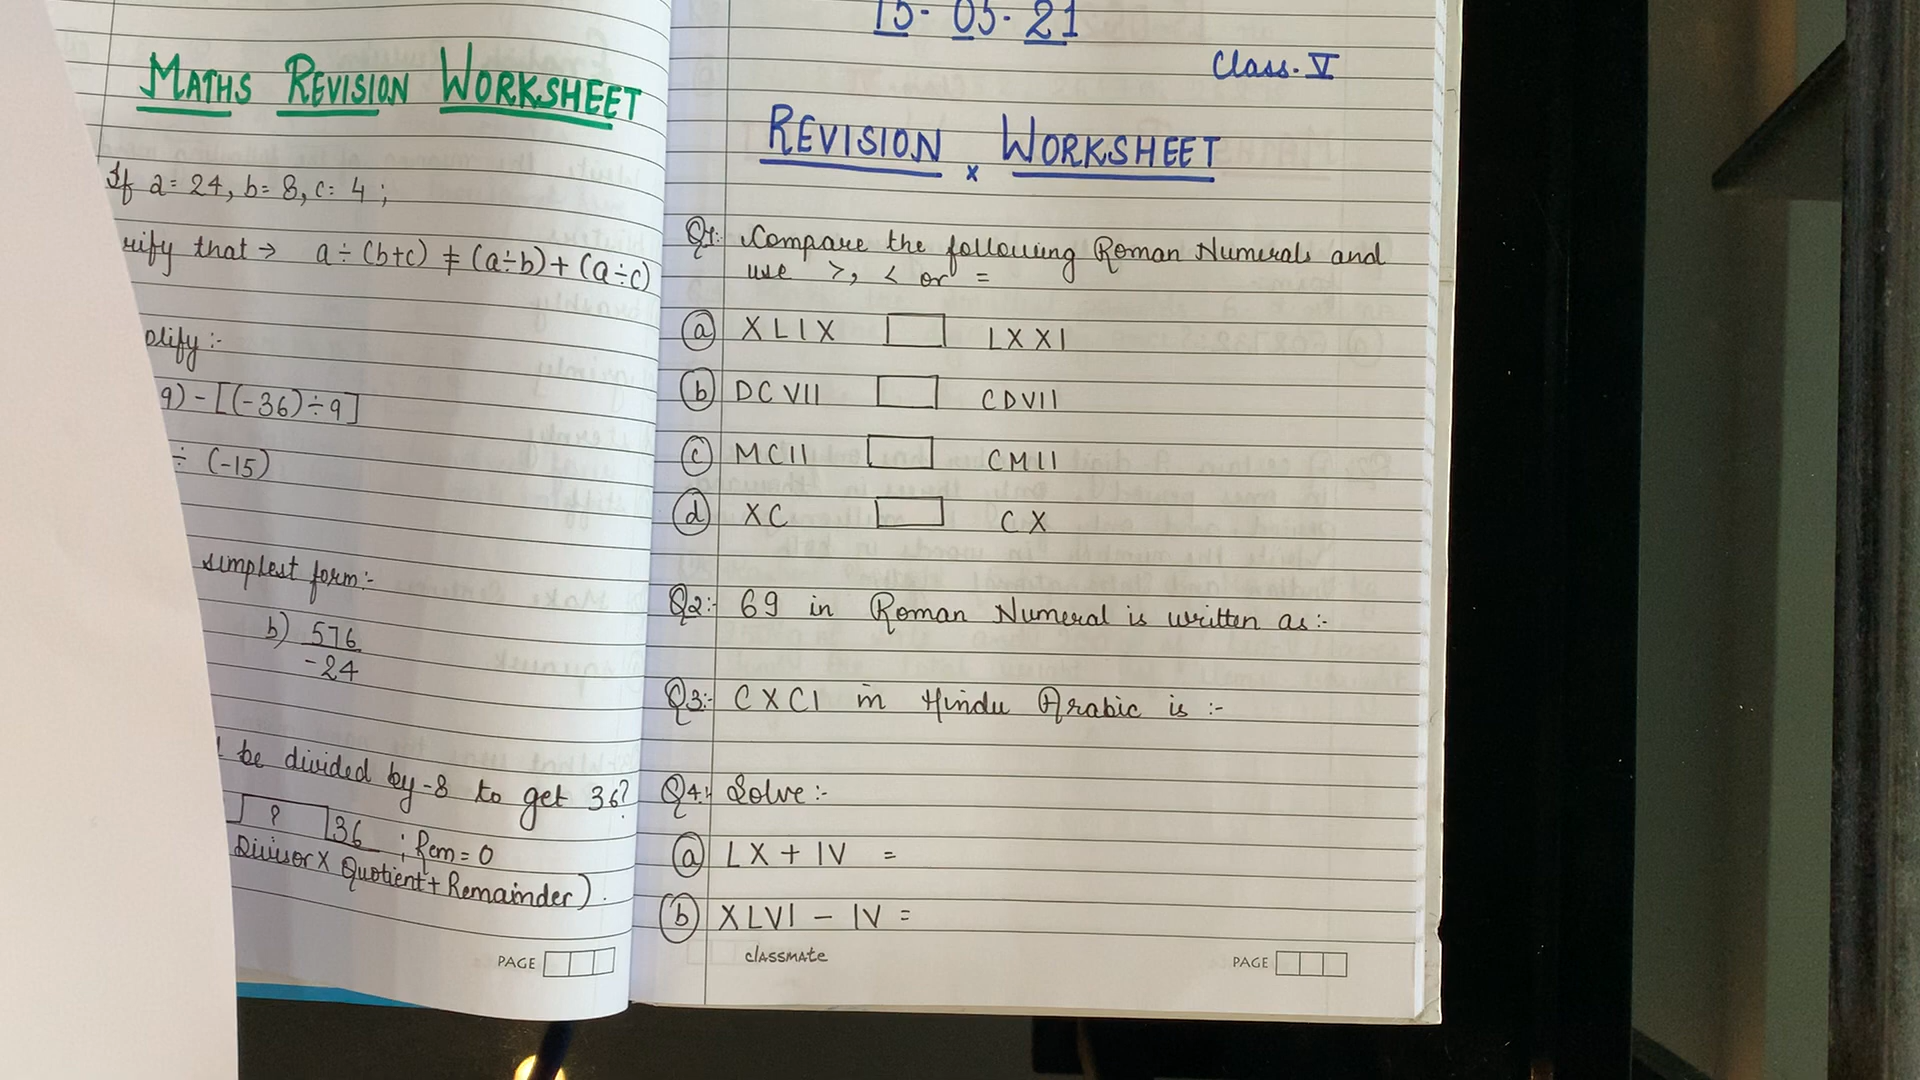 MATHS REVISION WORKSHEET
If a= 24, b= 8, c= 4 ;
that → a ÷ (b+c) ≠ (a÷b) + (a÷c)
9) - [(-36) ÷ 9]
÷ (-15)
simplest form:-
b) 576
-24
be divided by -8 to get 36?
? 36 ; Rem = 0
Divisor X Quotient + Remainder).
PAGE
15- 05- 21
Class. V
REVISION WORKSHEET
x
Q1:- Compare the following Roman Numerals and
use >, < or =
(a) XLIX LXXI
(b) DCVII CDVII
(c) MCII CMII
(d) XC CX
Q2:- 69 in Roman Numeral is written as:-
Q3:- CXCI in Hindu Arabic is :-
Q4:- Solve :-
(a) LX + IV =
(b) XLVI - IV =
classmate
PAGE